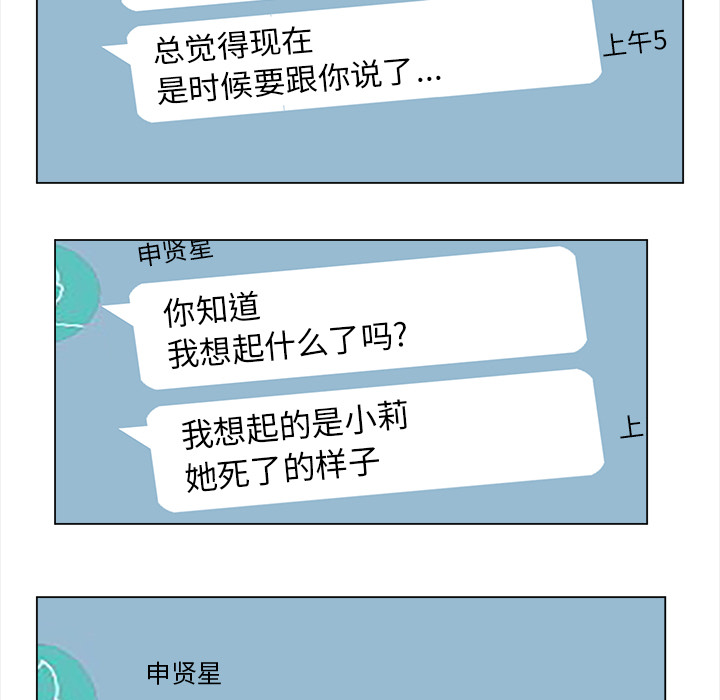 总觉得现在
是时候要跟你说了...
上午5
申贤星
你知道
我想起什么了吗?
我想起的是小莉
她死了的样子
上
申贤星